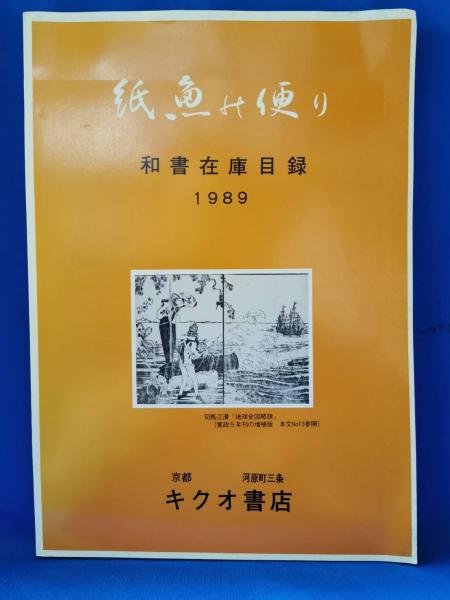 紙魚の便り
和書在庫目録
1989
司馬江漢「地球全図略説」
［寛政5年刊の増補版　本文No13参照］
京都　河原町三条
キクオ書店